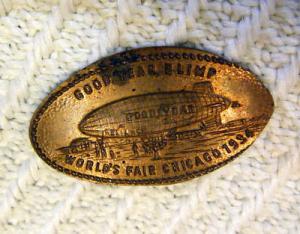 GOODYEAR BLIMP
GOODYEAR
WORLD'S FAIR CHICAGO 1934